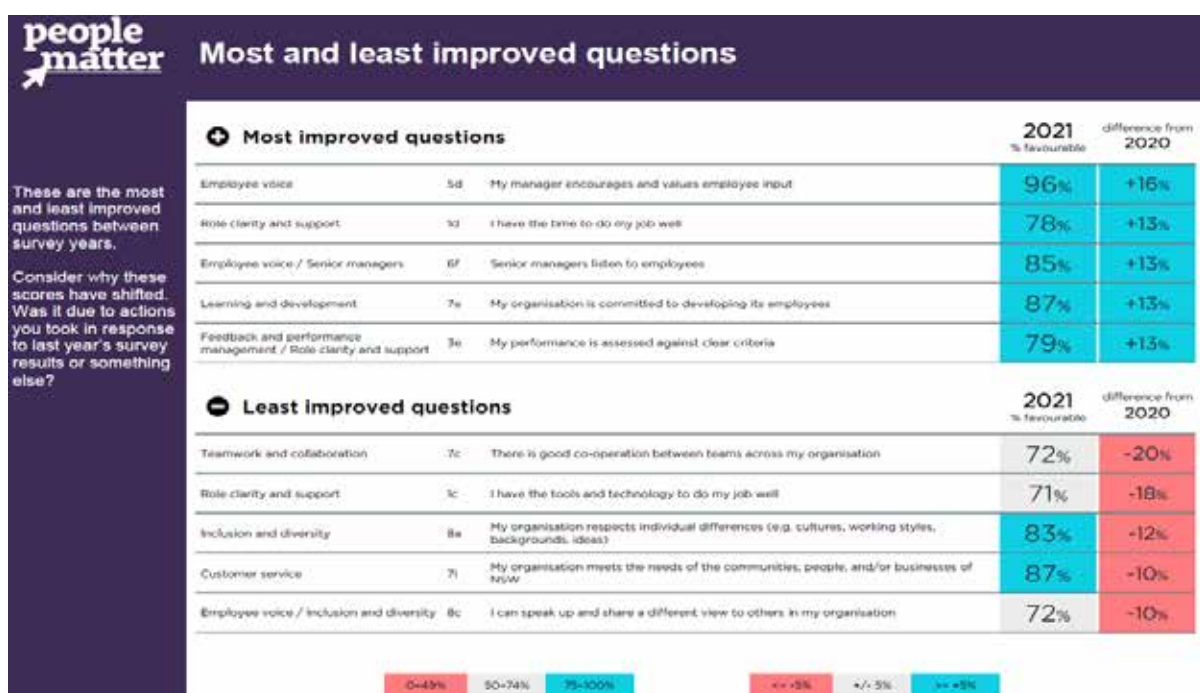 people
matter
Most and least improved questions
These are the most
and least improved
questions between
survey years.
Consider why these
scores have shifted.
Was it due to actions
you took in response
to last year's survey
results or something
else?
Most improved questions
2021
% favourable
difference from
2020
Employee voice 5d My manager encourages and values employee input 96% +16%
Role clarity and support 1d I have the time to do my job well 78% +13%
Employee voice / Senior managers 6f Senior managers listen to employees 85% +13%
Learning and development 7e My organisation is committed to developing its employees 87% +13%
Feedback and performance
management / Role clarity and support 3e My performance is assessed against clear criteria 79% +13%
Least improved questions
2021
% favourable
difference from
2020
Teamwork and collaboration 7c There is good co-operation between teams across my organisation 72% -20%
Role clarity and support 1c I have the tools and technology to do my job well 71% -18%
Inclusion and diversity 8a My organisation respects individual differences (e.g. cultures, working styles,
backgrounds, ideas) 83% -12%
Customer service 7i My organisation meets the needs of the communities, people, and/or businesses of
NSW 87% -10%
Employee voice / Inclusion and diversity 8c I can speak up and share a different view to others in my organisation 72% -10%
0-49% 50-74% 75-100% <= -5% +/- 5% >= +5%